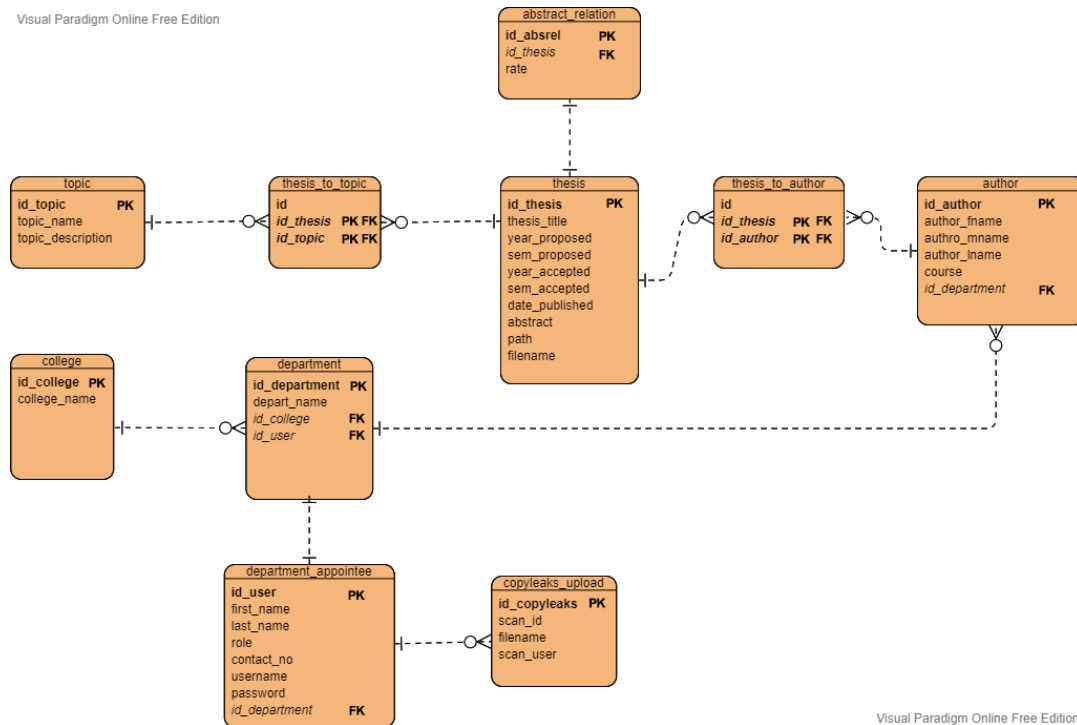 Visual Paradigm Online Free Edition
abstract_relation
id_absrel PK
id_thesis FK
rate
topic
id_topic PK
topic_name
topic_description
thesis_to_topic
id
id_thesis PK FK
id_topic PK FK
thesis
id_thesis PK
thesis_title
year_proposed
sem_proposed
year_accepted
sem_accepted
date_published
abstract
path
filename
thesis_to_author
id
id_thesis PK FK
id_author PK FK
author
id_author PK
author_fname
authro_mname
author_lname
course
id_department FK
college
id_college PK
college_name
department
id_department PK
depart_name
id_college FK
id_user FK
department_appointee
id_user PK
first_name
last_name
role
contact_no
username
password
id_department FK
copyleaks_upload
id_copyleaks PK
scan_id
filename
scan_user
Visual Paradigm Online Free Edition